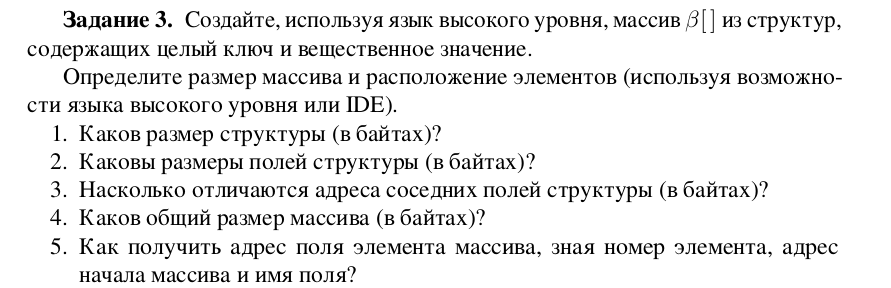 Задание 3. Создайте, используя язык высокого уровня, массив β[ ] из структур,
содержащих целый ключ и вещественное значение.
Определите размер массива и расположение элементов (используя возможно-
сти языка высокого уровня или IDE).
1. Каков размер структуры (в байтах)?
2. Каковы размеры полей структуры (в байтах)?
3. Насколько отличаются адреса соседних полей структуры (в байтах)?
4. Каков общий размер массива (в байтах)?
5. Как получить адрес поля элемента массива, зная номер элемента, адрес
начала массива и имя поля?